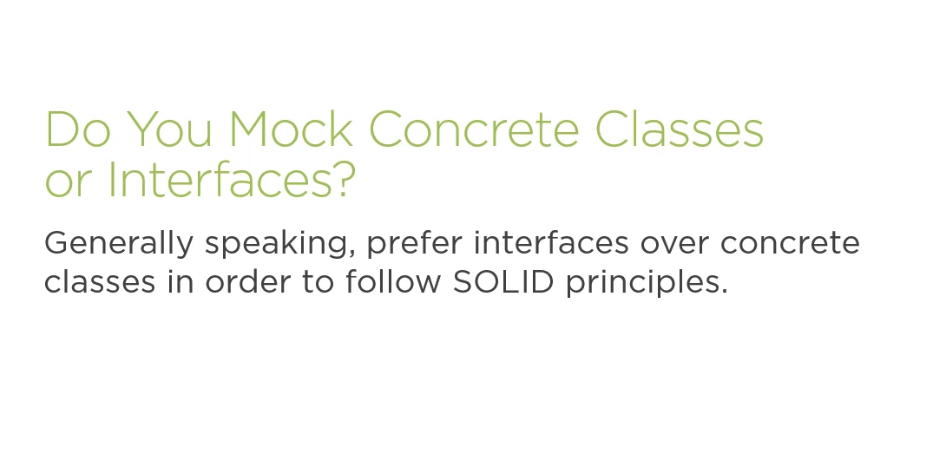 Do You Mock Concrete Classes
or Interfaces?
Generally speaking, prefer interfaces over concrete
classes in order to follow SOLID principles.